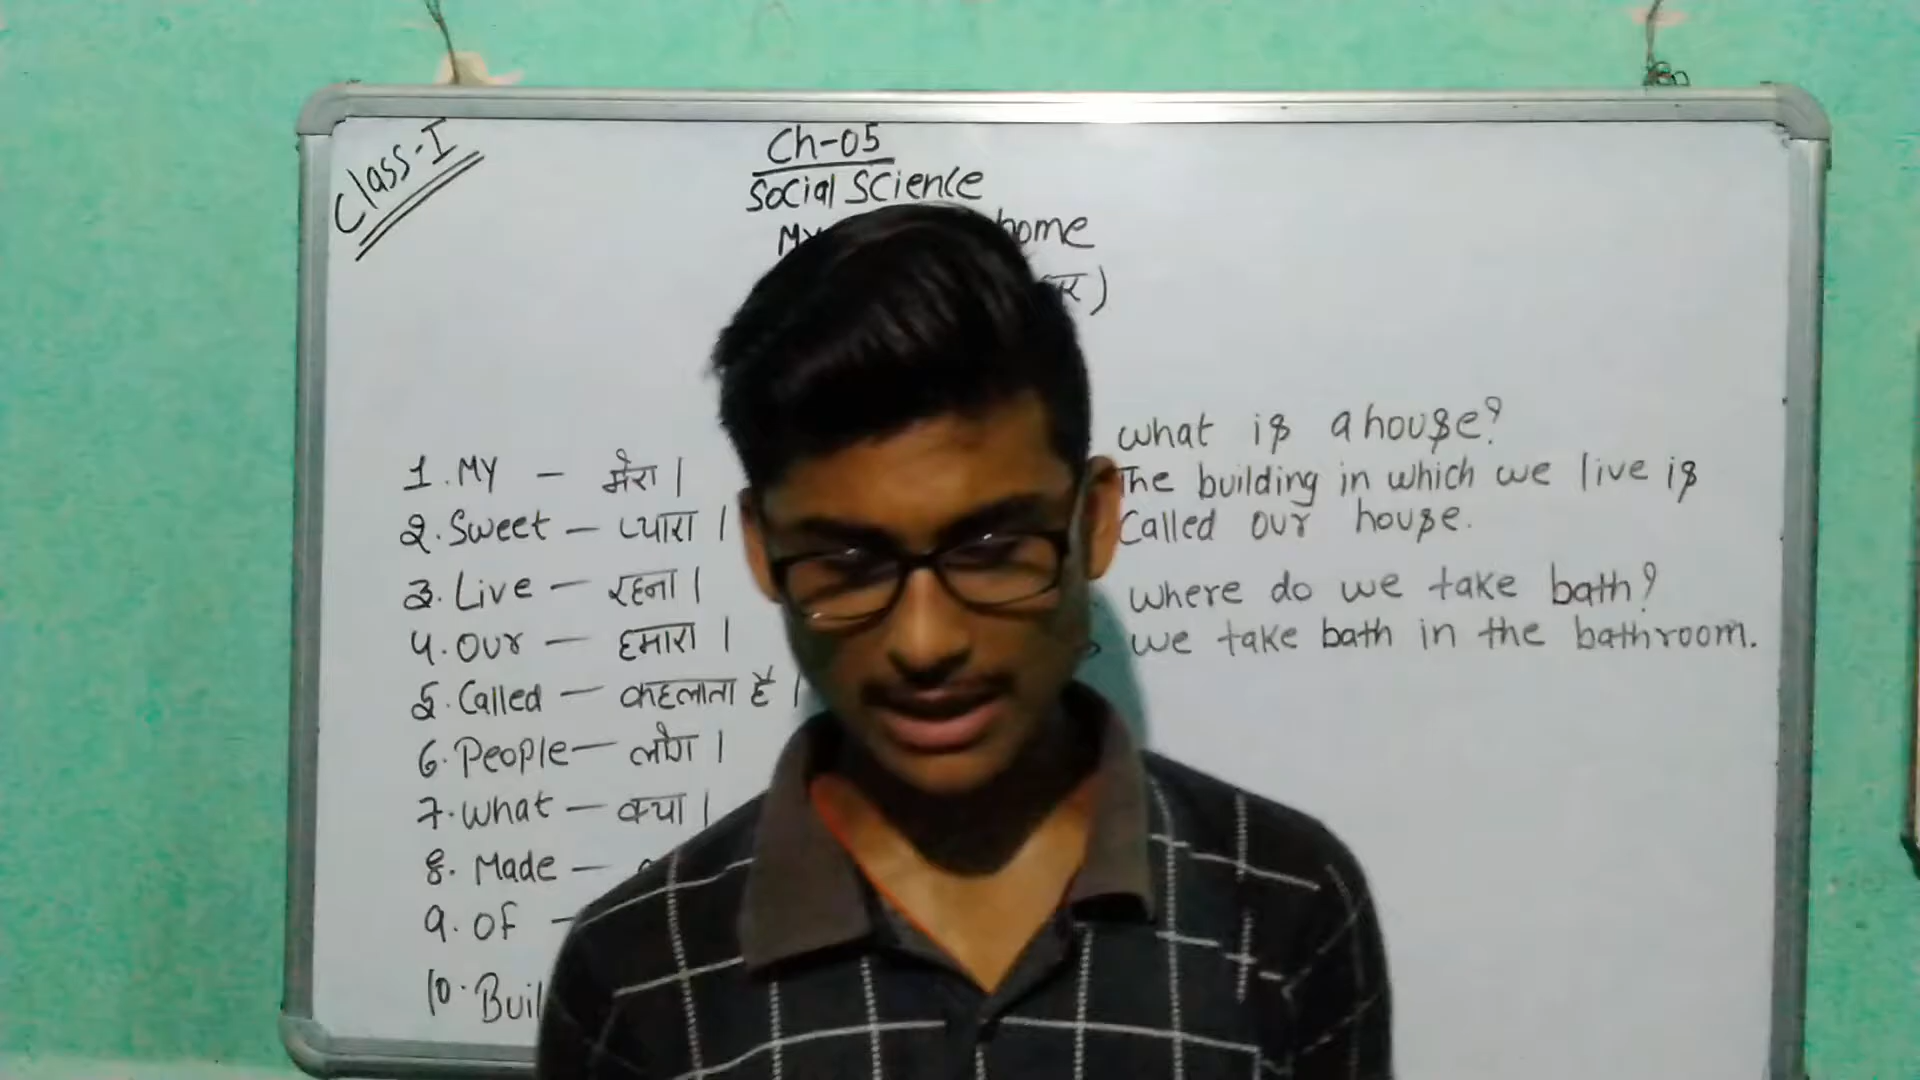 Class-I
Ch-05
Social Science
My home
1. My - मेरा।
2. Sweet - प्यारा।
3. Live - रहना।
4. Our - हमारा।
5. Called - कहलाता है।
6. People - लोग।
7. What - क्या।
8. Made -
9. Of -
10.
What is a house?
The building in which we live is
Called our house.
Where do we take bath?
We take bath in the bathroom.